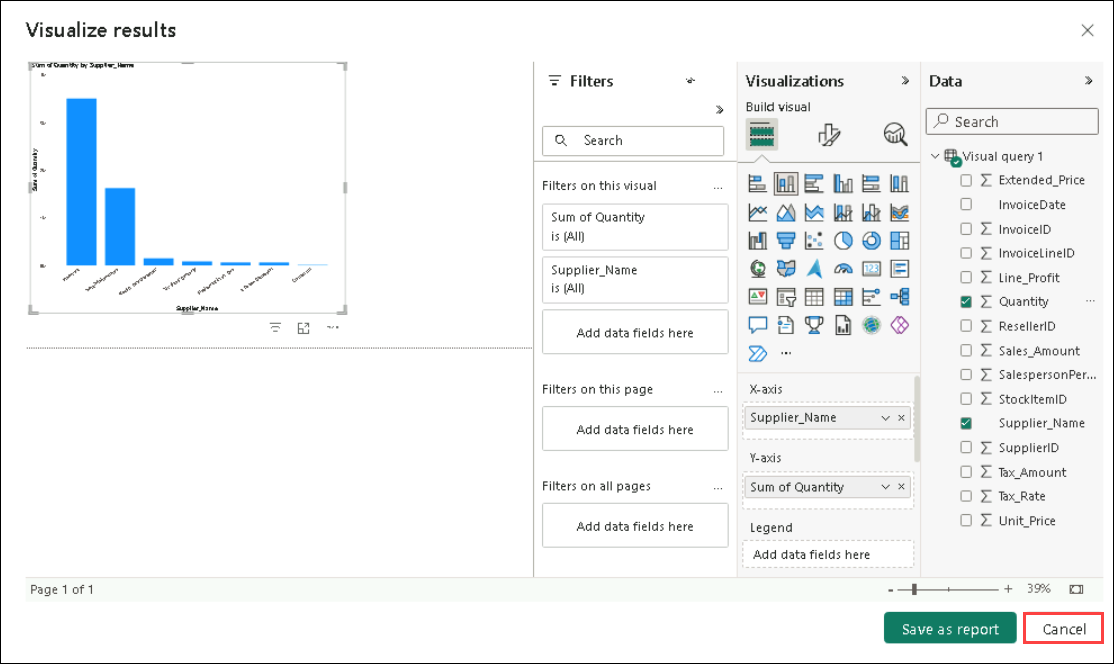 Visualize results
Sum of Quantity by Supplier_Name
Sum of Quantity
Supplier_Name
Filters
Search
Filters on this visual
...
Sum of Quantity
is (All)
Supplier_Name
is (All)
Add data fields here
Filters on this page
...
Add data fields here
Filters on all pages
...
Add data fields here
Visualizations
Build visual
123
...
X-axis
Supplier_Name
Y-axis
Sum of Quantity
Legend
Add data fields here
Data
Search
Visual query 1
Extended_Price
InvoiceDate
InvoiceID
InvoiceLineID
Line_Profit
Quantity
...
ResellerID
Sales_Amount
SalespersonPer...
StockItemID
Supplier_Name
SupplierID
Tax_Amount
Tax_Rate
Unit_Price
Page 1 of 1
- + 39%
Save as report
Cancel